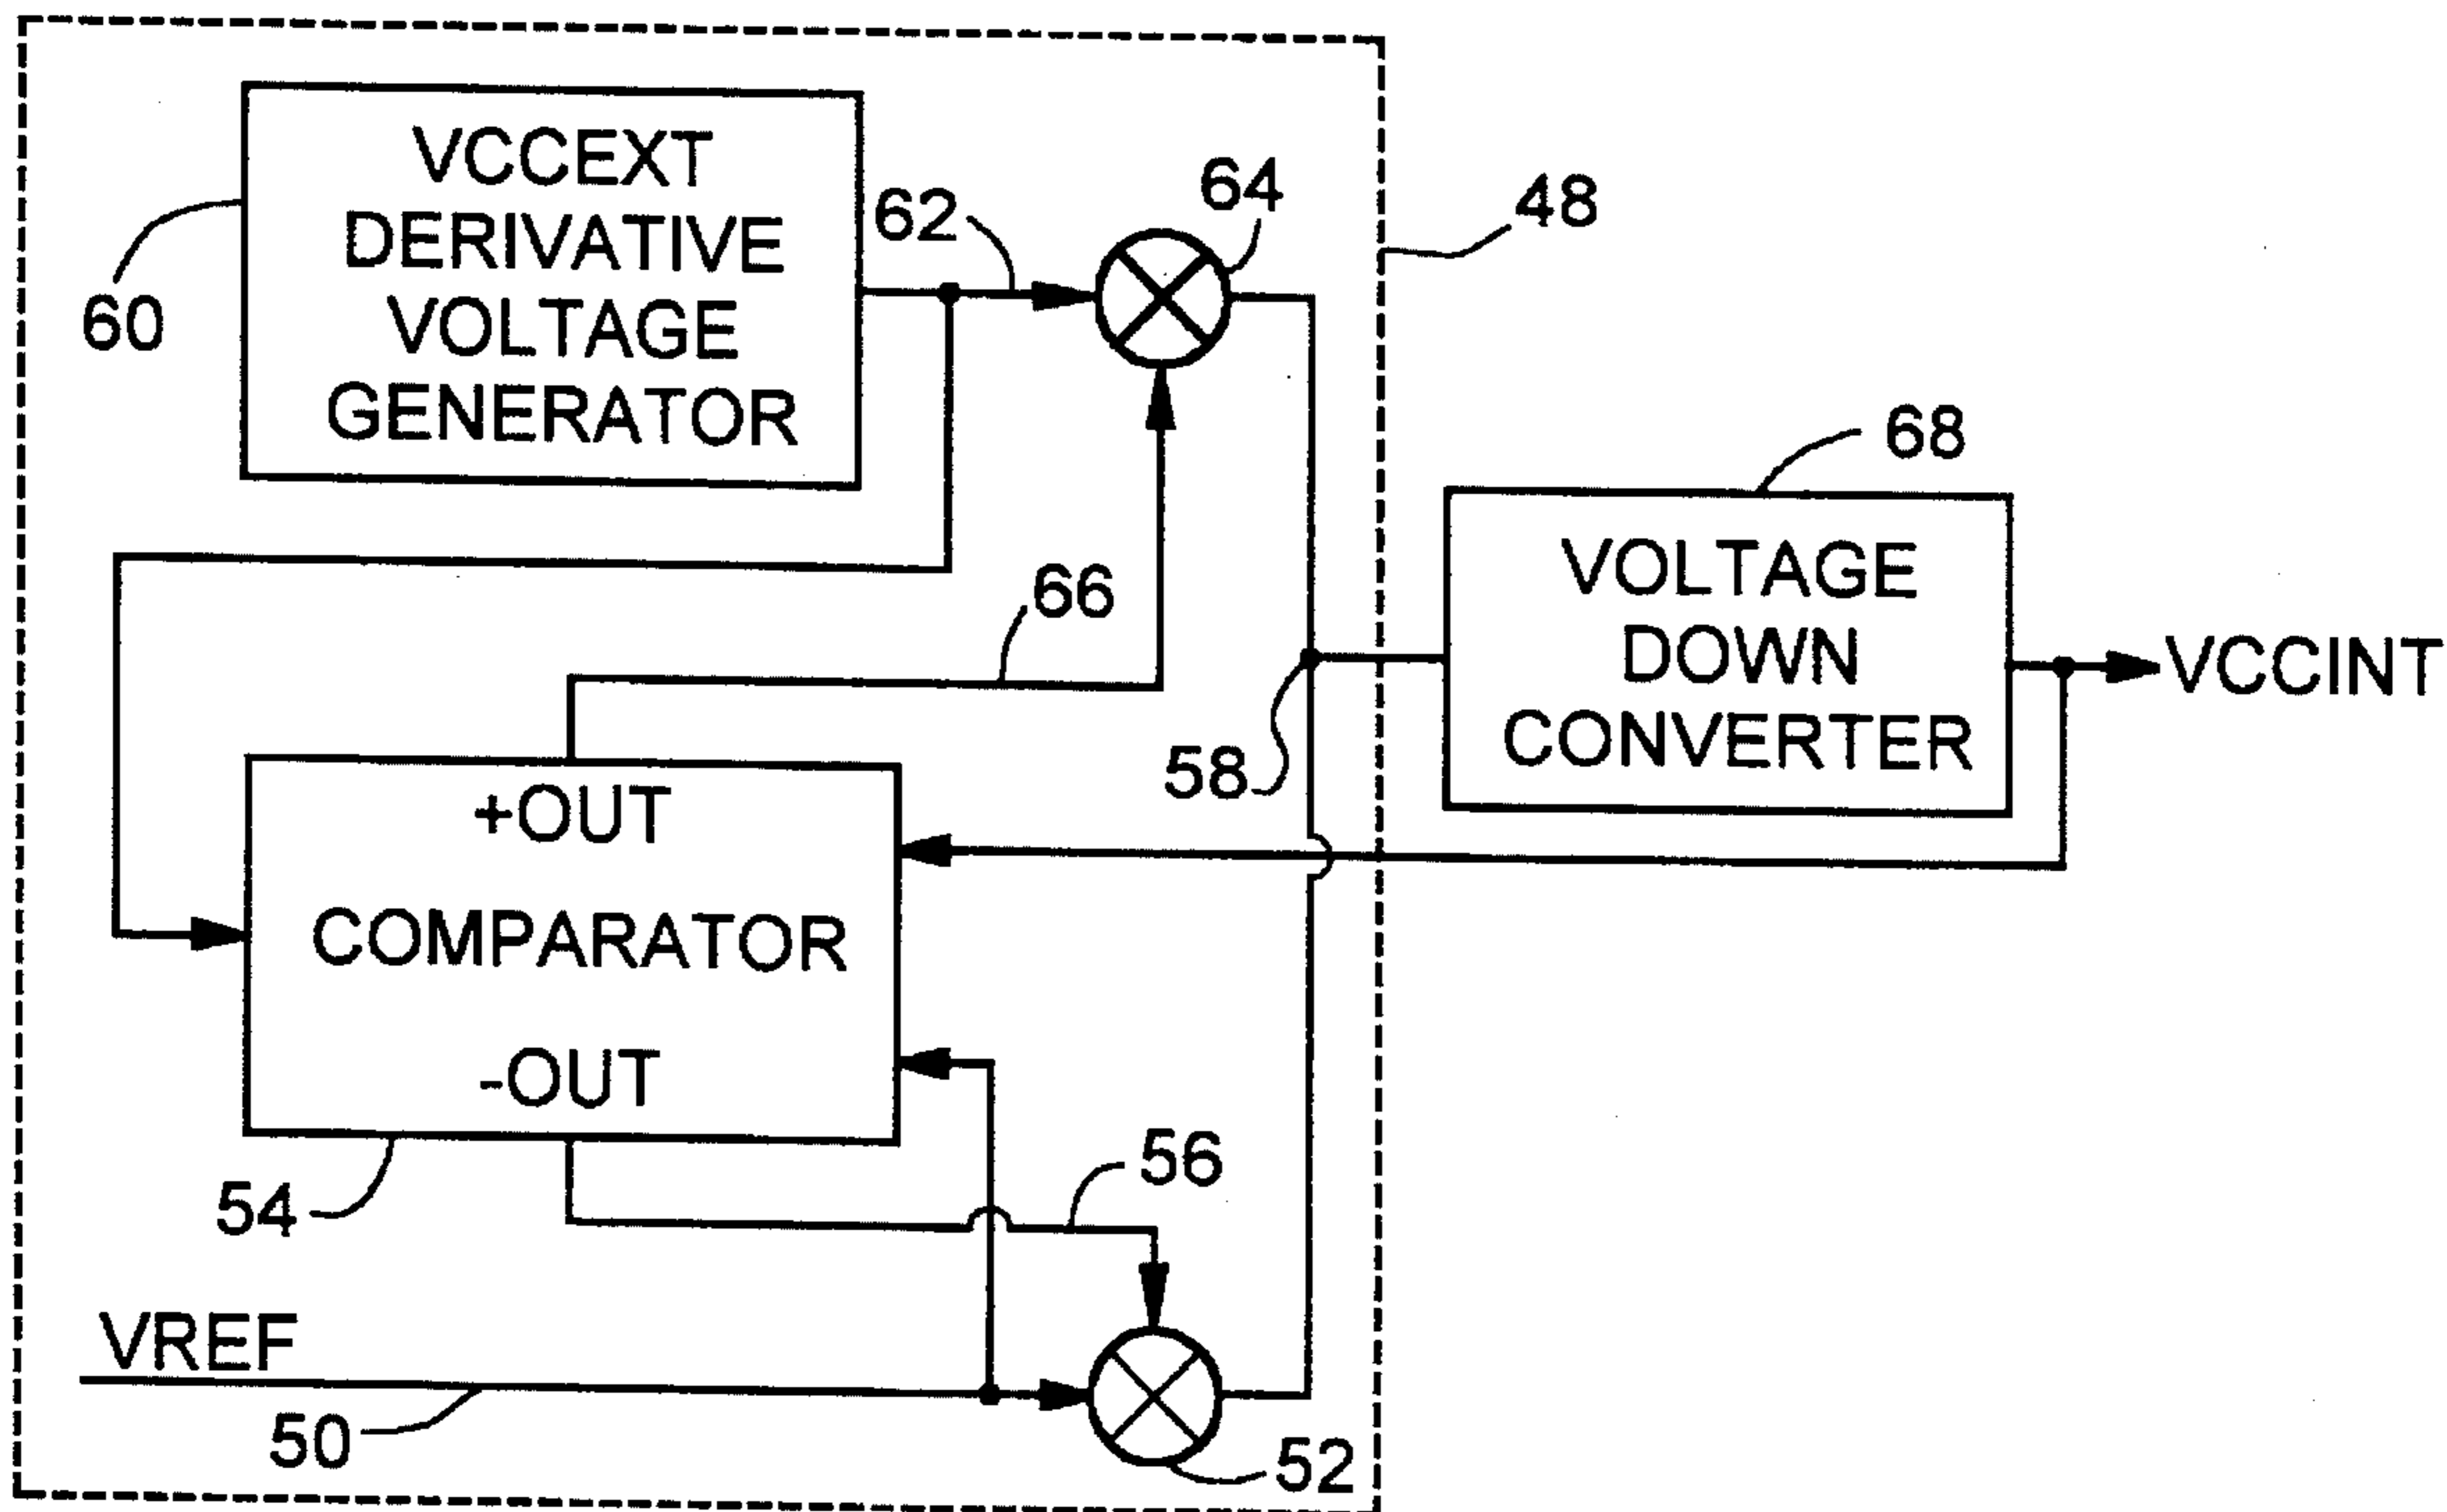 VCCEXT
DERIVATIVE
VOLTAGE
GENERATOR
60
62
64
48
66
68
VOLTAGE
DOWN
CONVERTER
VCCINT
58
+OUT
COMPARATOR
-OUT
54
56
VREF
50
52